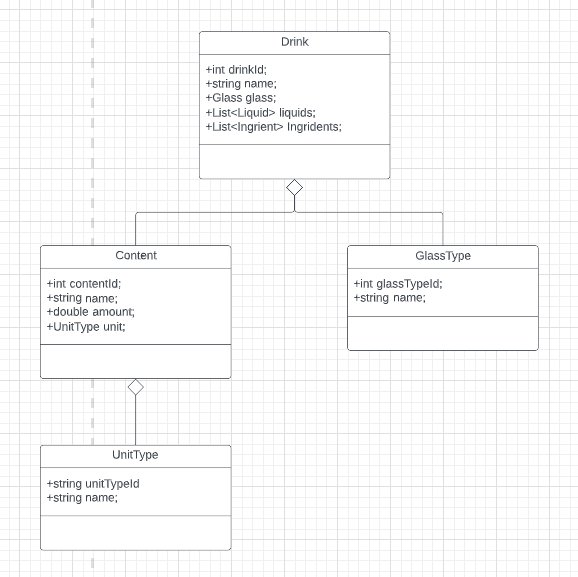 Drink
+int drinkId;
+string name;
+Glass glass;
+List<Liquid> liquids;
+List<Ingrient> Ingridents;
Content
+int contentId;
+string name;
+double amount;
+UnitType unit;
GlassType
+int glassTypeId;
+string name;
UnitType
+string unitTypeId
+string name;